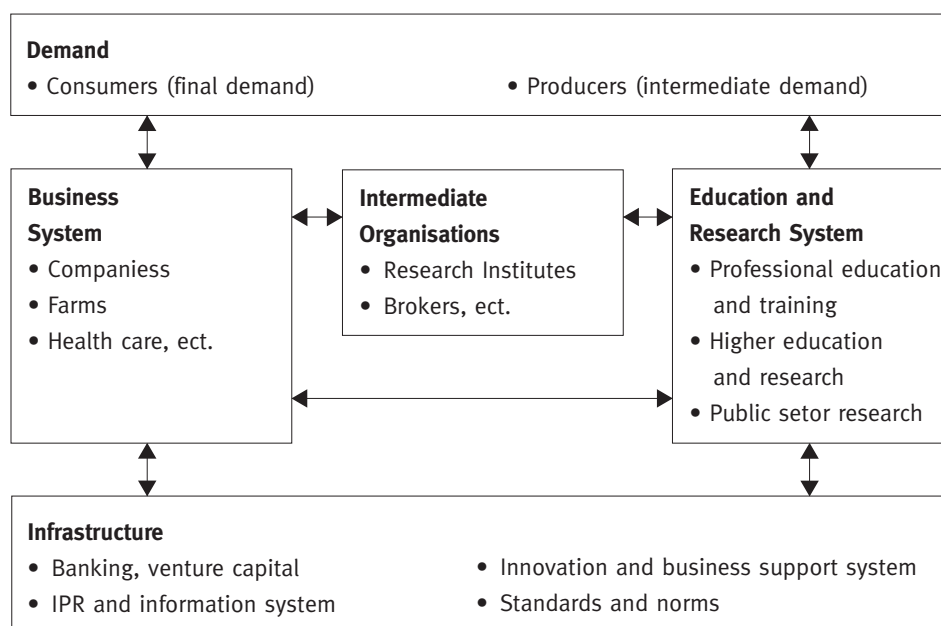 Demand
• Consumers (final demand)
• Producers (intermediate demand)
Business
System
• Companiess
• Farms
• Health care, ect.
Intermediate
Organisations
• Research Institutes
• Brokers, ect.
Education and
Research System
• Professional education
and training
• Higher education
and research
• Public setor research
Infrastructure
• Banking, venture capital
• IPR and information system
• Innovation and business support system
• Standards and norms